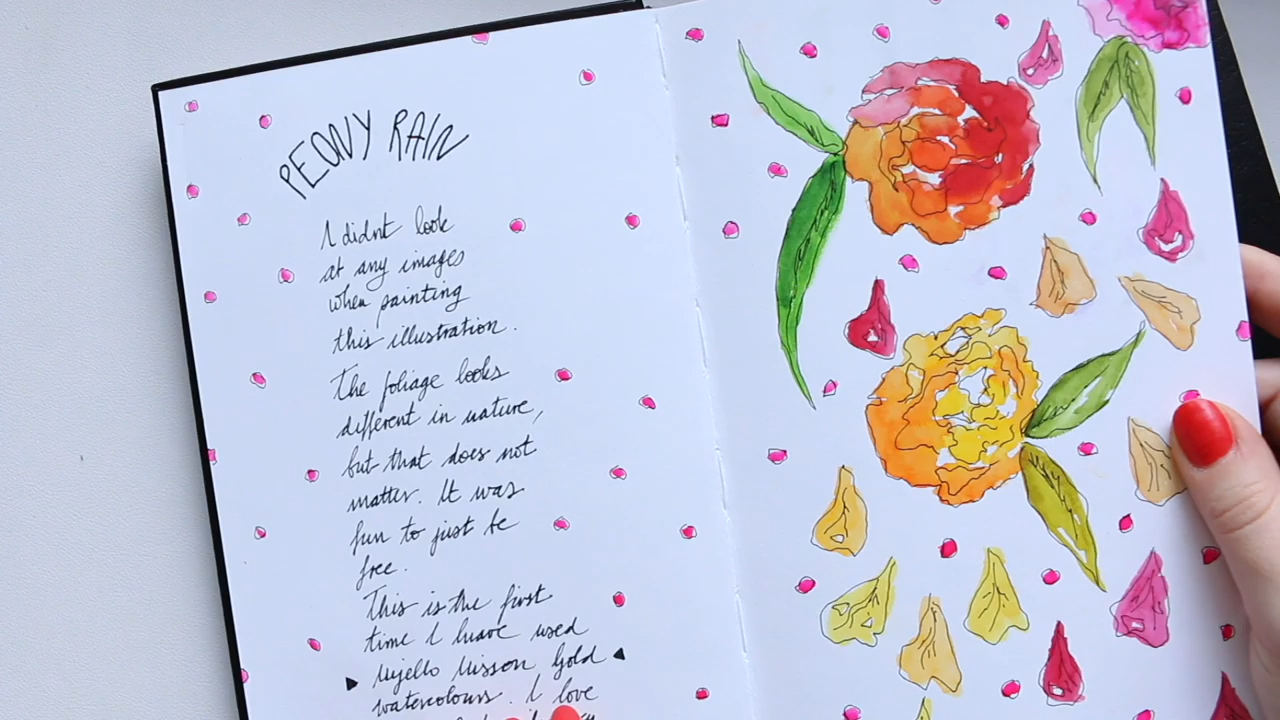 PEONY RAIN
I didnt look
at any images
when painting
this illustration.
The foliage looks
different in nature,
but that does not
matter. It was
fun to just be
free.
This is the first
time I have used
Mijello Mission Gold
watercolours. I love